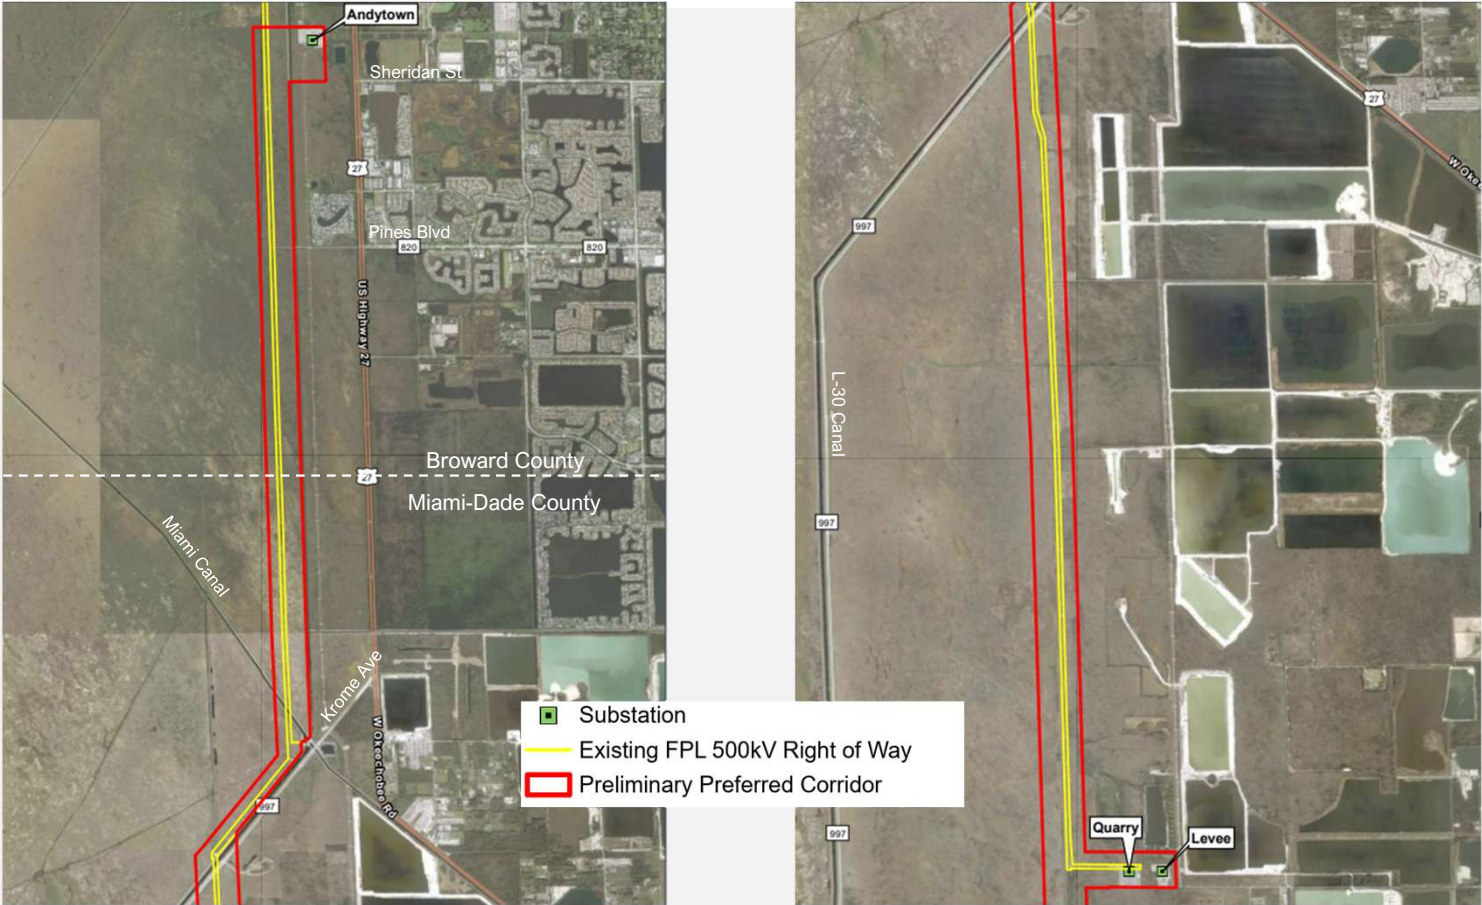 Andytown
Sheridan St
27
Pines Blvd
820
820
US Highway 27
Broward County
27
Miami-Dade County
Miami Canal
Krome Ave
W Okeechobee Rd
997
27
W Okee
997
L-30 Canal
997
997
Quarry
Levee
Substation
Existing FPL 500kV Right of Way
Preliminary Preferred Corridor